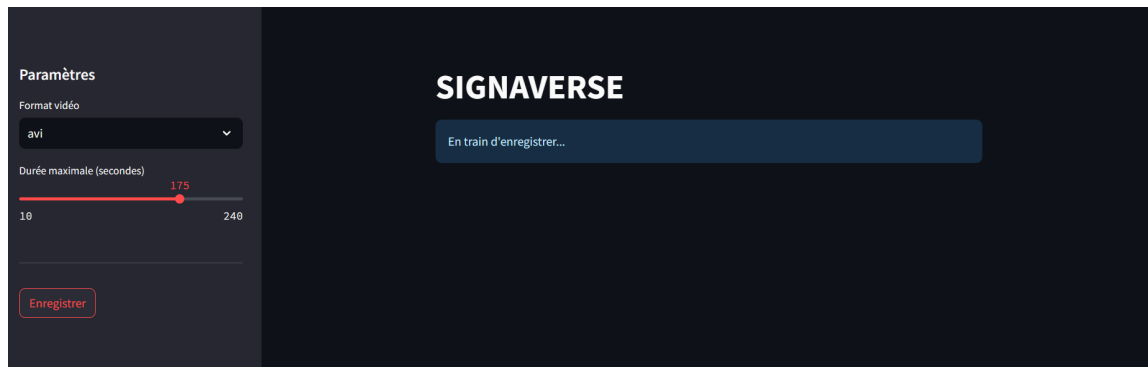 Paramètres
Format vidéo
avi
Durée maximale (secondes)
175
10 240
Enregistrer
SIGNAVERSE
En train d'enregistrer...